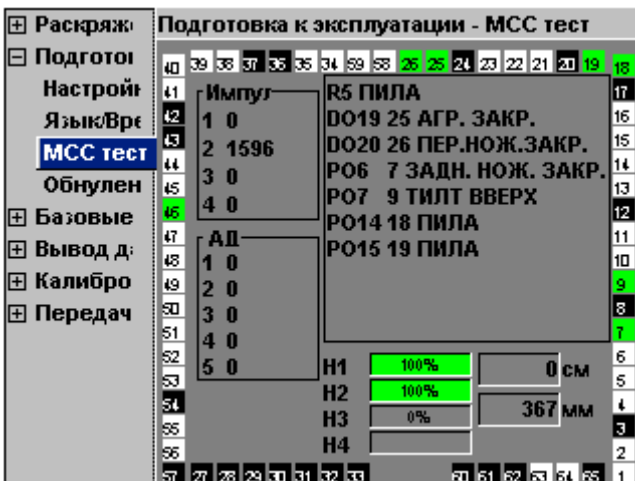 Подготовка к эксплуатации - МСС тест
Раскряж
Подготог
Настрой
Язык/Вре
МСС тест
Обнулен
Базовые
Вывод д
Калибро
Передач
40 39 38 37 36 35 34 59 58 26 25 24 23 22 21 20 19 18
41 17
42 16
43 15
44 14
45 13
46 12
47 11
48 10
49 9
50 8
51 7
52 6
53 5
54 4
55 3
56 2
57 27 28 29 30 31 32 33 60 61 62 63 64 65 1
Импул
1 0
2 1596
3 0
4 0
АД
1 0
2 0
3 0
4 0
5 0
R5 ПИЛА
DO19 25 АГР. ЗАКР.
DO20 26 ПЕР.НОЖ.ЗАКР.
PO6 7 ЗАДН. НОЖ. ЗАКР.
PO7 9 ТИЛТ ВВЕРХ
PO14 18 ПИЛА
PO15 19 ПИЛА
H1 100% 0 см
H2 100%
H3 0% 367 мм
H4